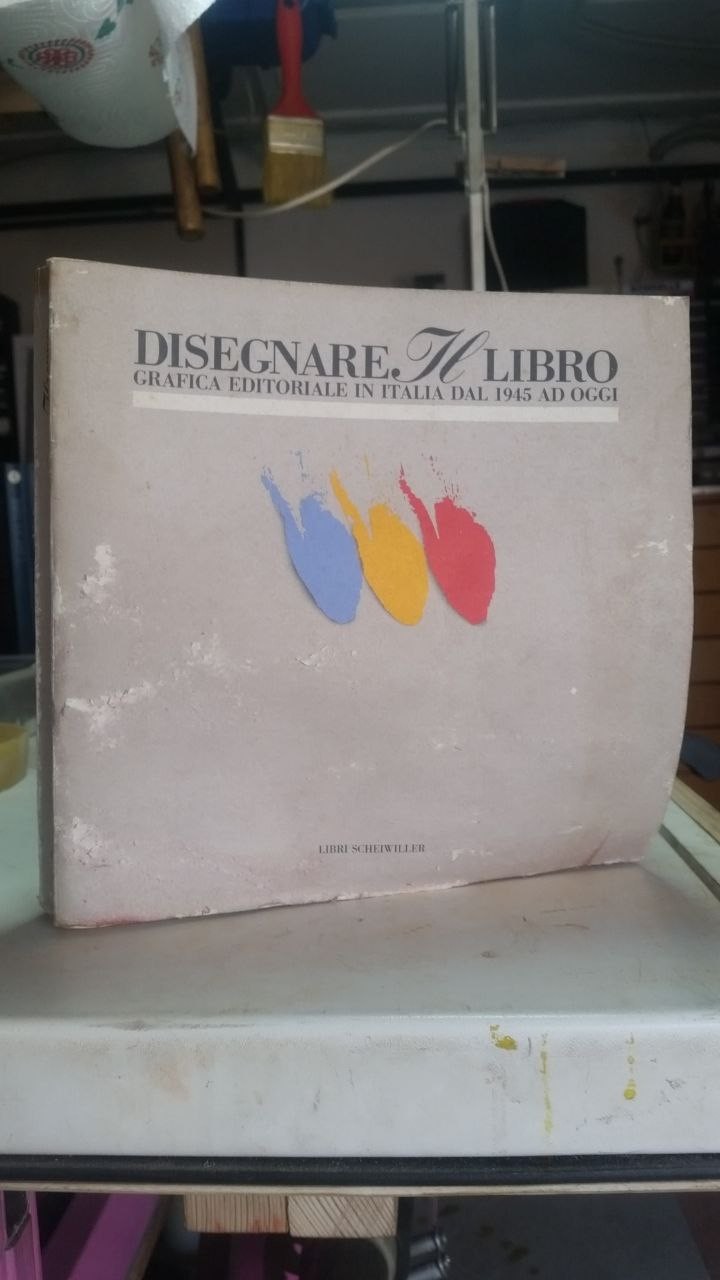 DISEGNARE Il LIBRO
GRAFICA EDITORIALE IN ITALIA DAL 1945 AD OGGI
LIBRI SCHEIWILLER